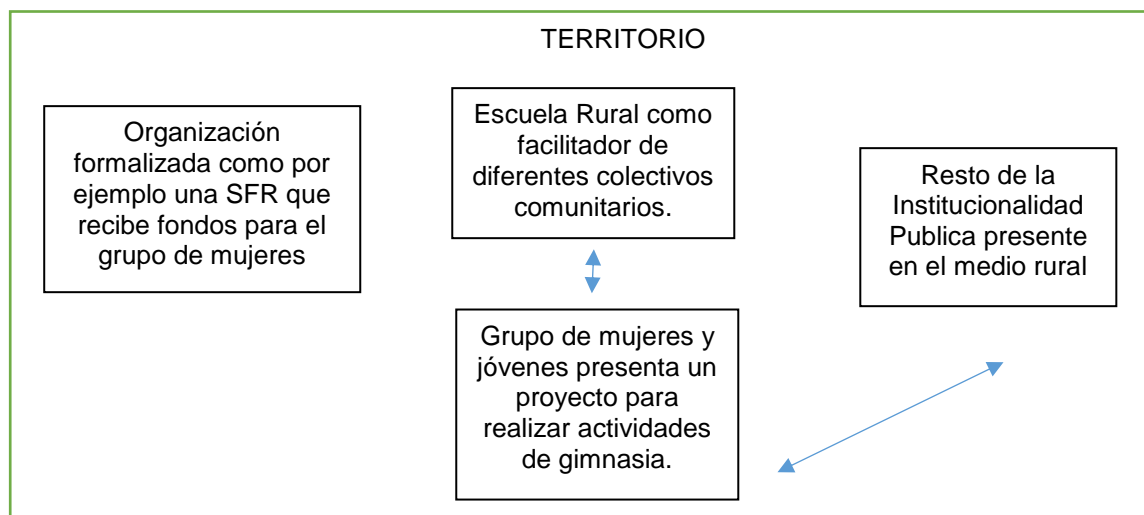 TERRITORIO
Organización
formalizada como por
ejemplo una SFR que
recibe fondos para el
grupo de mujeres
Escuela Rural como
facilitador de
diferentes colectivos
comunitarios.
Resto de la
Institucionalidad
Publica presente
en el medio rural
Grupo de mujeres y
jóvenes presenta un
proyecto para
realizar actividades
de gimnasia.